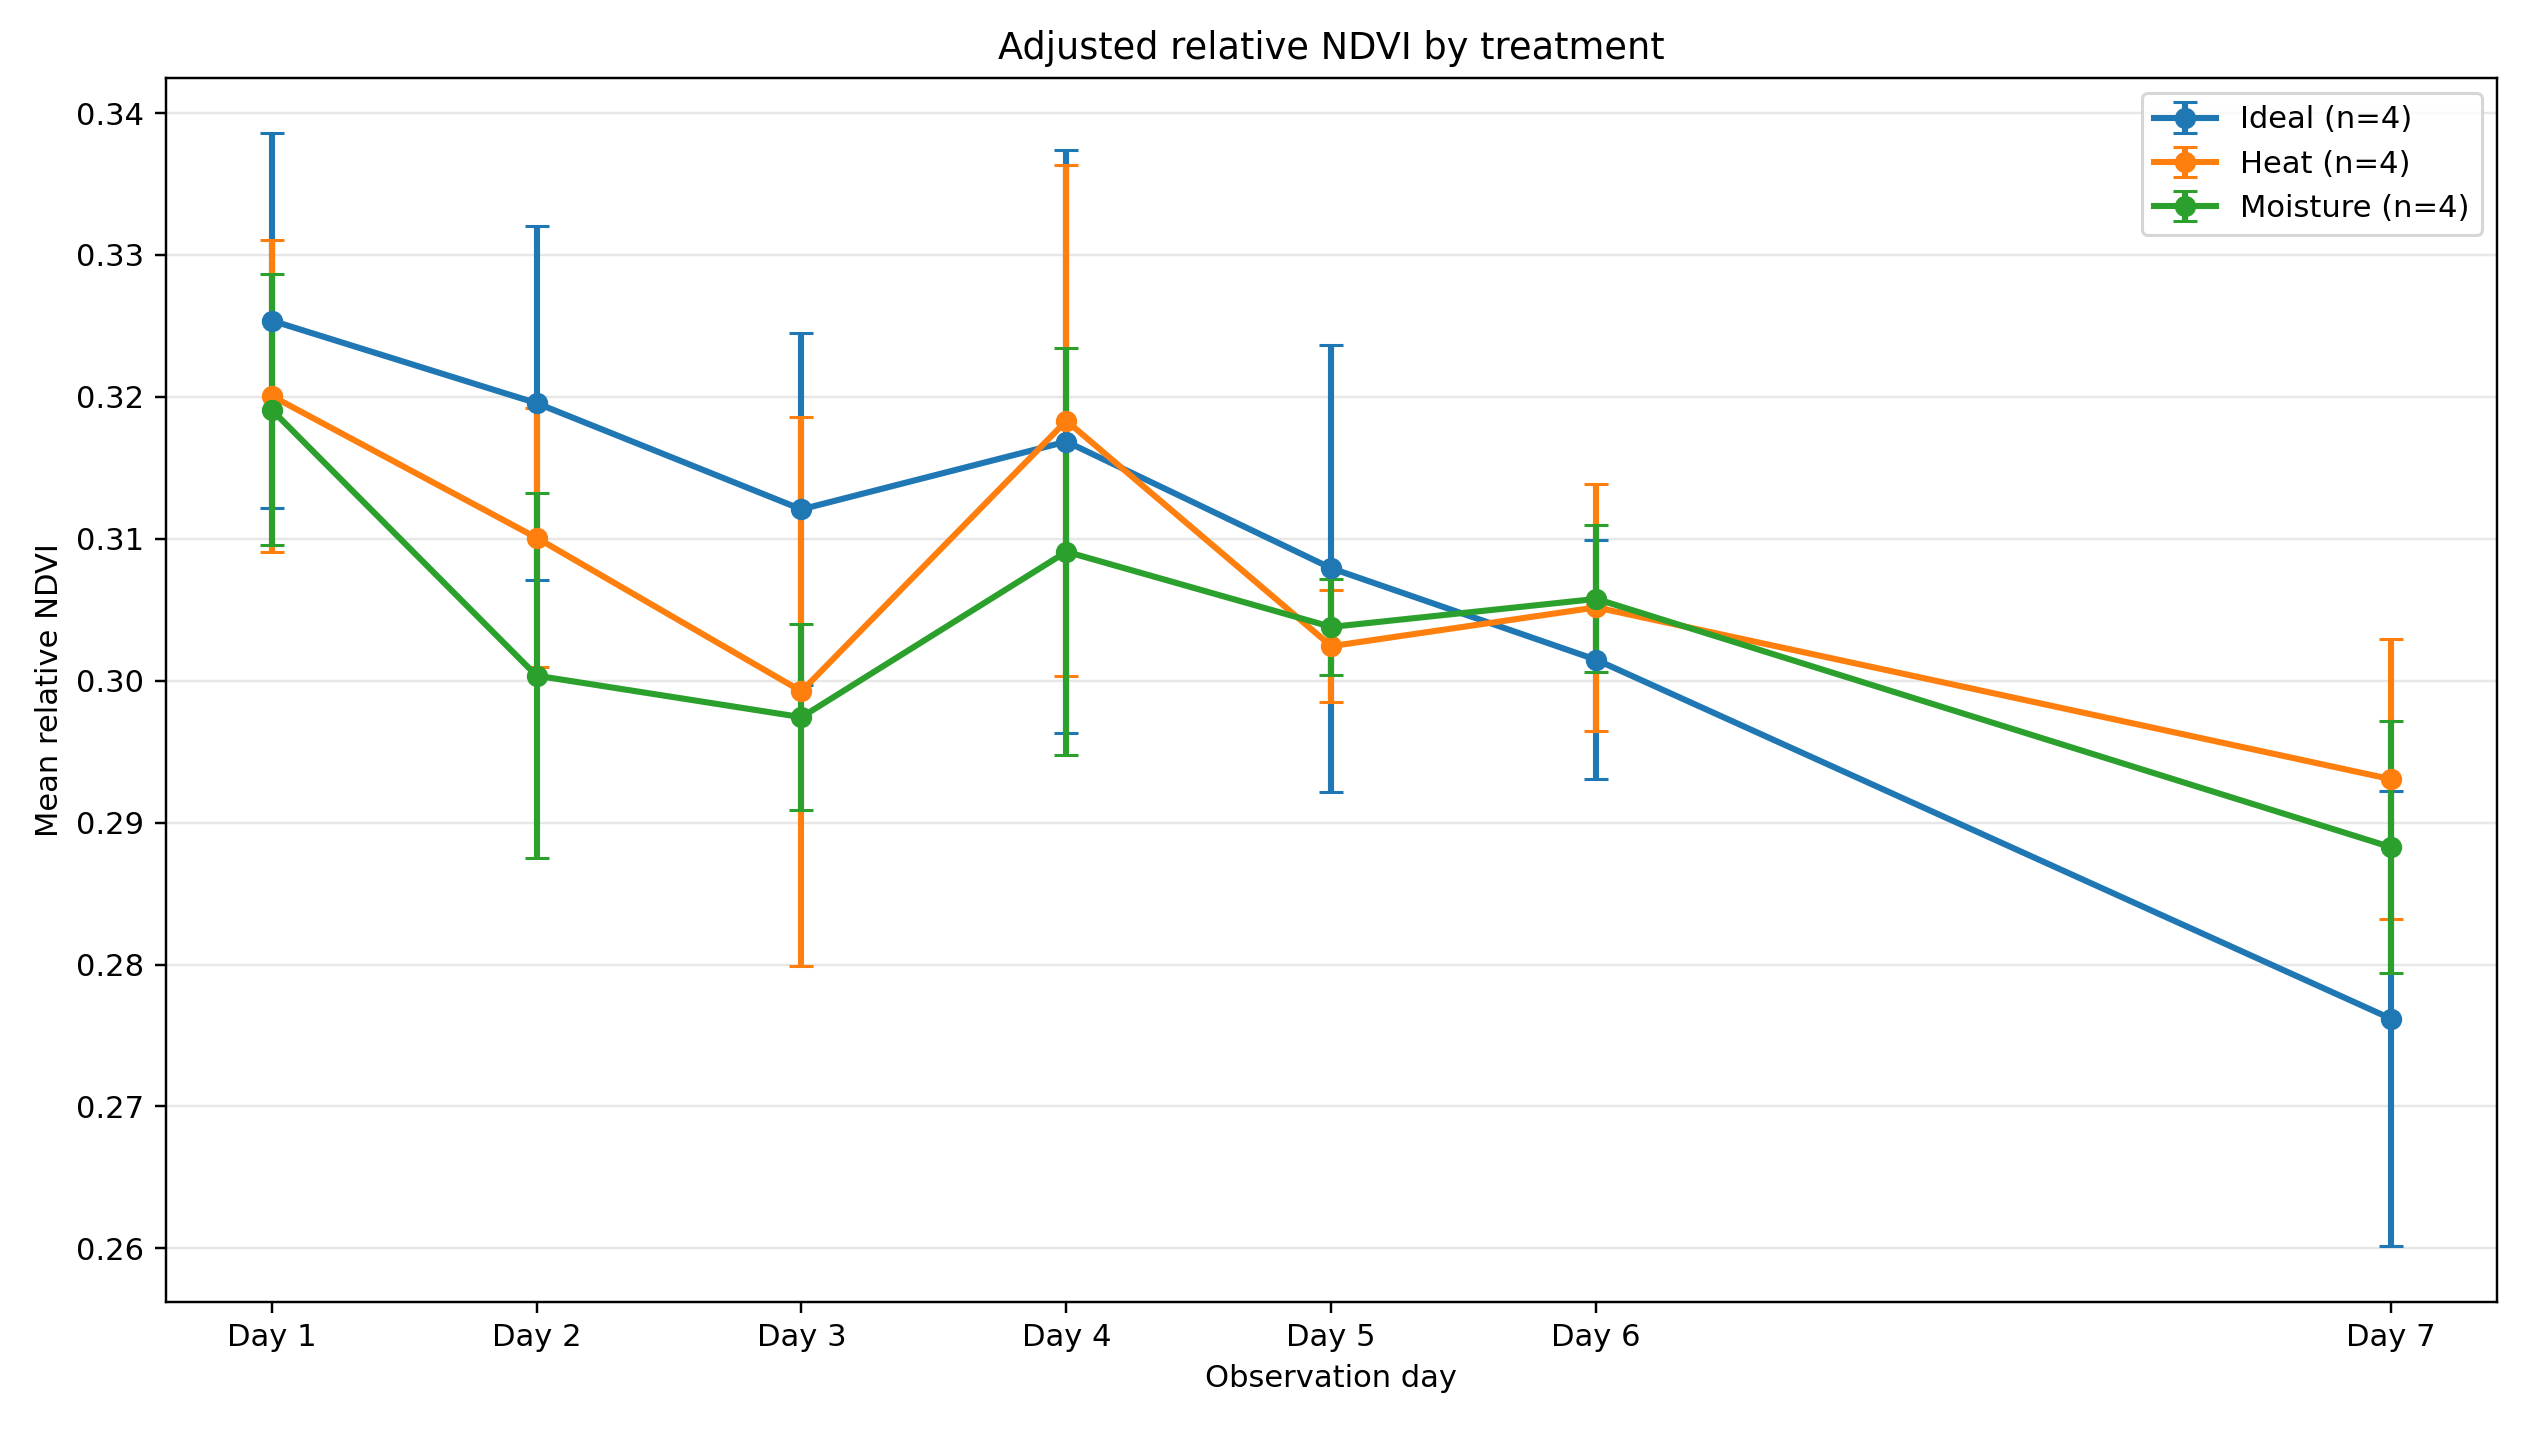 Adjusted relative NDVI by treatment
Ideal (n=4)
Heat (n=4)
Moisture (n=4)
0.34
0.33
0.32
0.31
0.30
0.29
0.28
0.27
0.26
Mean relative NDVI
Day 1 Day 2 Day 3 Day 4 Day 5 Day 6 Day 7
Observation day